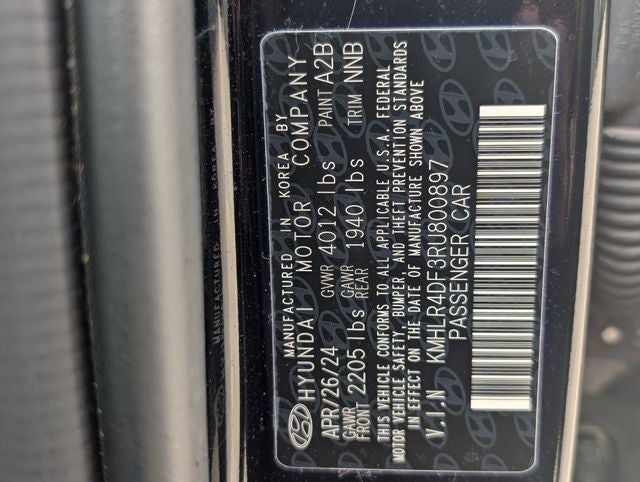 MANUFACTURED IN KOREA BY
HYUNDAI MOTOR COMPANY
APR/26/24 GVWR 4012 lbs PAINT A2B
GAWR FRONT 2205 lbs GAWR REAR 1940 lbs TRIM NNB
THIS VEHICLE CONFORMS TO ALL APPLICABLE U.S.A. FEDERAL
MOTOR VEHICLE SAFETY, BUMPER, AND THEFT PREVENTION STANDARDS
IN EFFECT ON THE DATE OF MANUFACTURE SHOWN ABOVE
V.I.N KMHLR4DF3RU800897
PASSENGER CAR